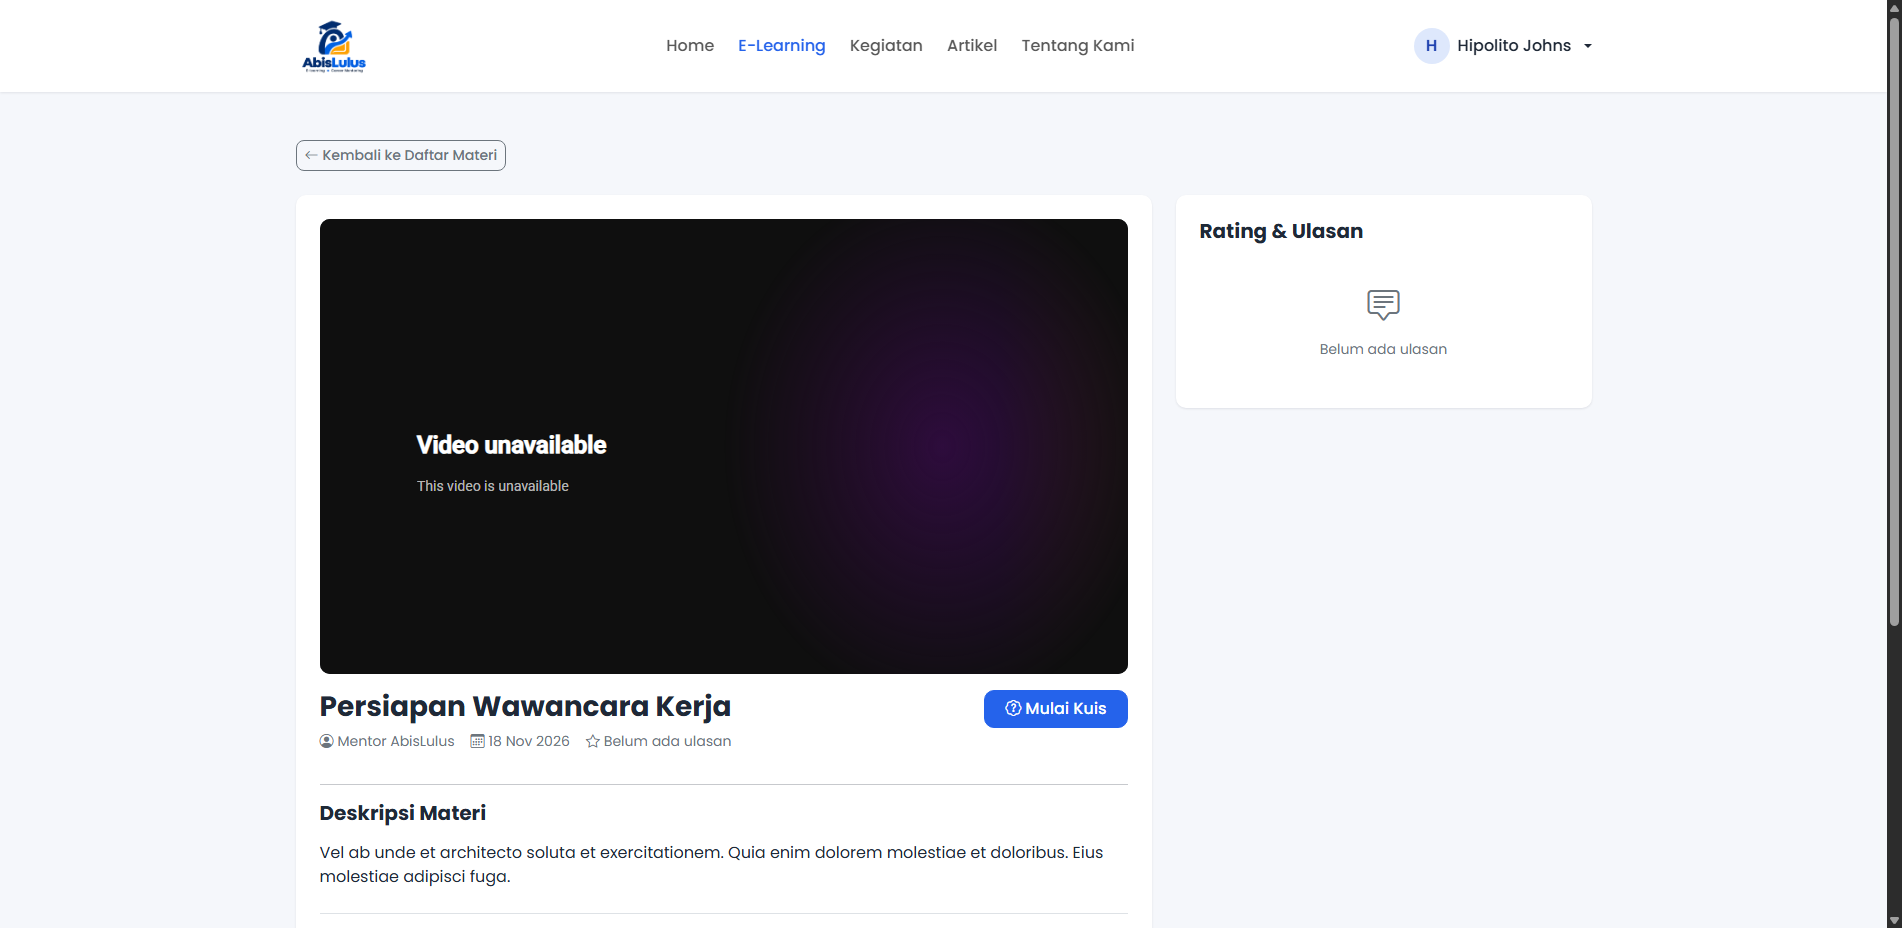 AbisLulus
Home
E-Learning
Kegiatan
Artikel
Tentang Kami
H
Hipolito Johns
Kembali ke Daftar Materi
Video unavailable
This video is unavailable
Persiapan Wawancara Kerja
Mulai Kuis
Mentor AbisLulus
18 Nov 2026
Belum ada ulasan
Deskripsi Materi
Vel ab unde et architecto soluta et exercitationem. Quia enim dolorem molestiae et doloribus. Eius
molestiae adipisci fuga.
Rating & Ulasan
Belum ada ulasan